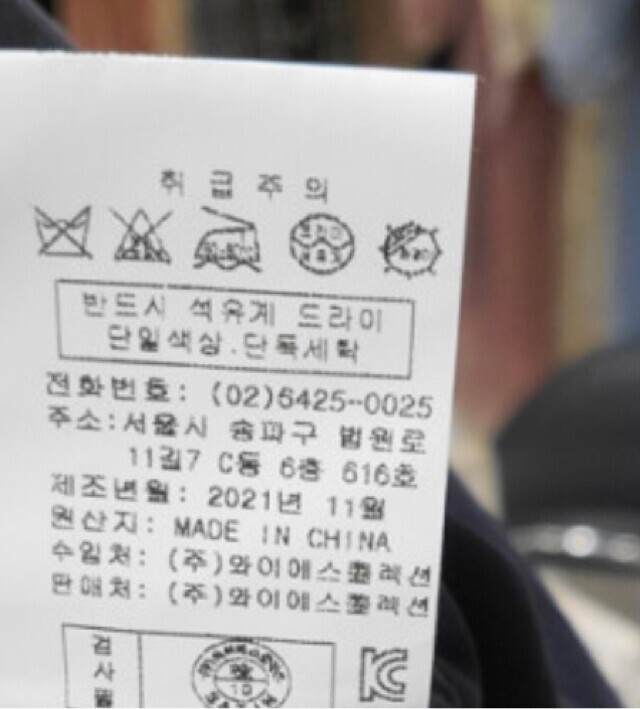 취급주의
반드시 석유계 드라이
단일색상.단독세탁
전화번호: (02)6425-0025
주소:서울시 송파구 법원로
11길7 C동 6층 616호
제조년월: 2021년 11월
원산지: MADE IN CHINA
수입처: (주)와이에스컬렉션
판매처: (주)와이에스컬렉션
검사필
10